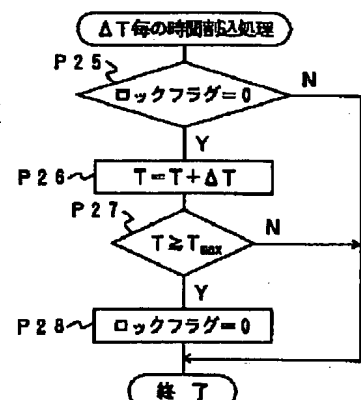 ΔT毎の時間割込処理
P25
ロックフラグ=0
N
Y
P26
T=T+ΔT
P27
T≧Tmax
N
Y
P28
ロックフラグ=0
終了